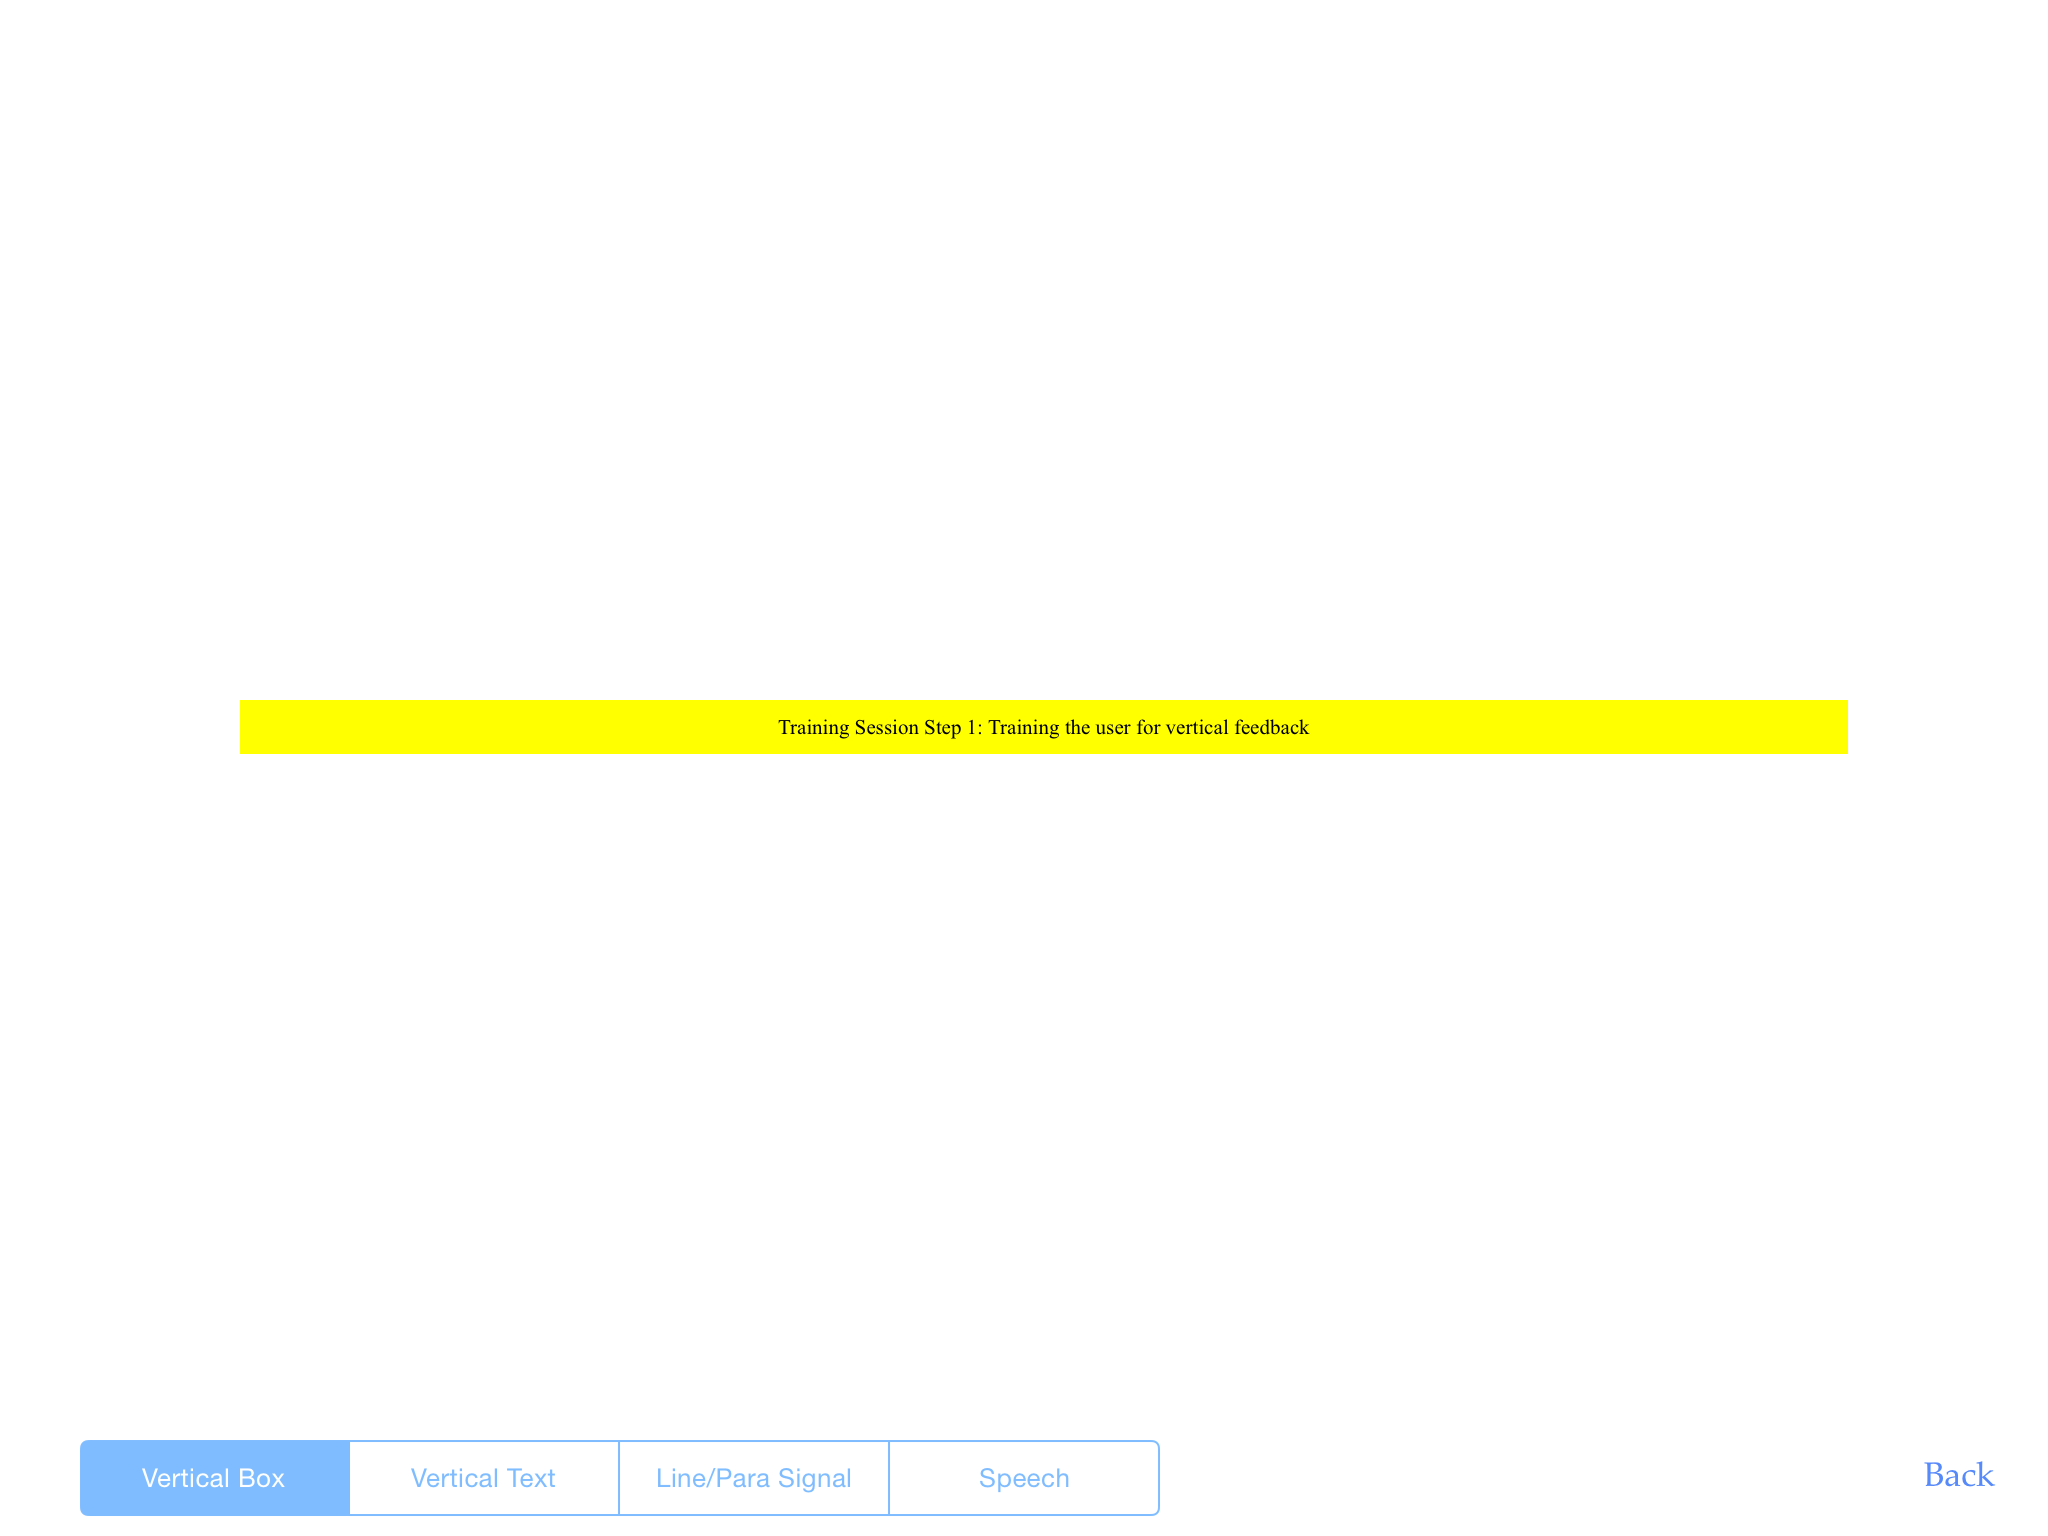 Training Session Step 1: Training the user for vertical feedback
Vertical Box
Vertical Text
Line/Para Signal
Speech
Back